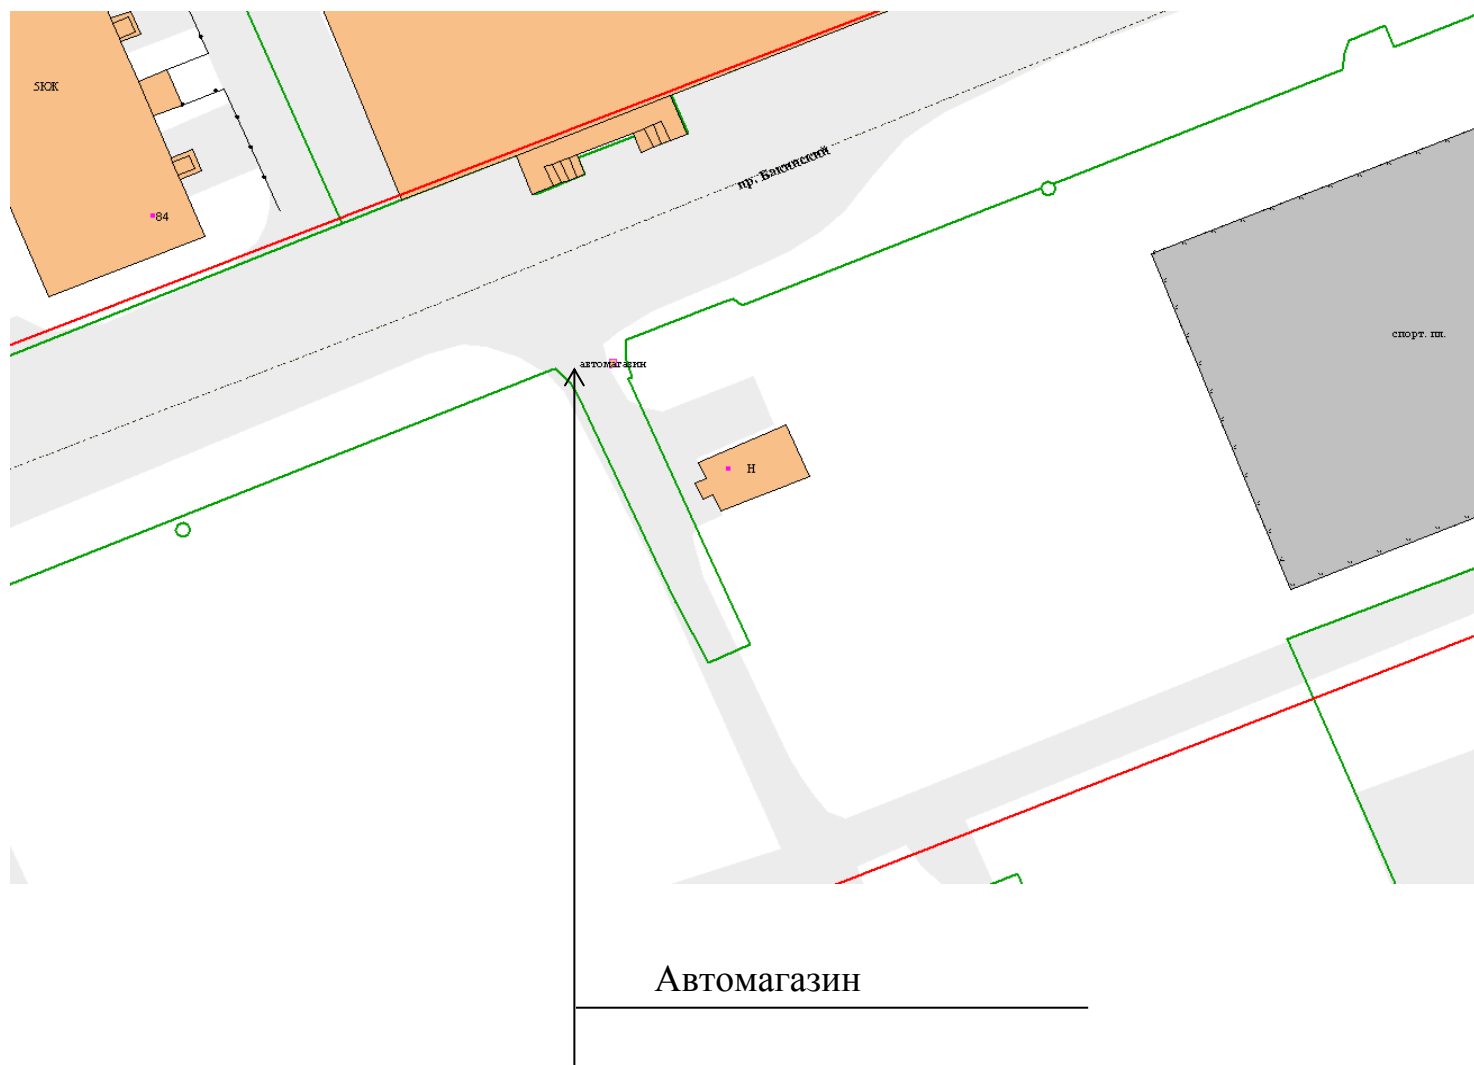 5КЖ
84
пр. Бакинский
спорт. пл.
автомагазин
Н
Автомагазин